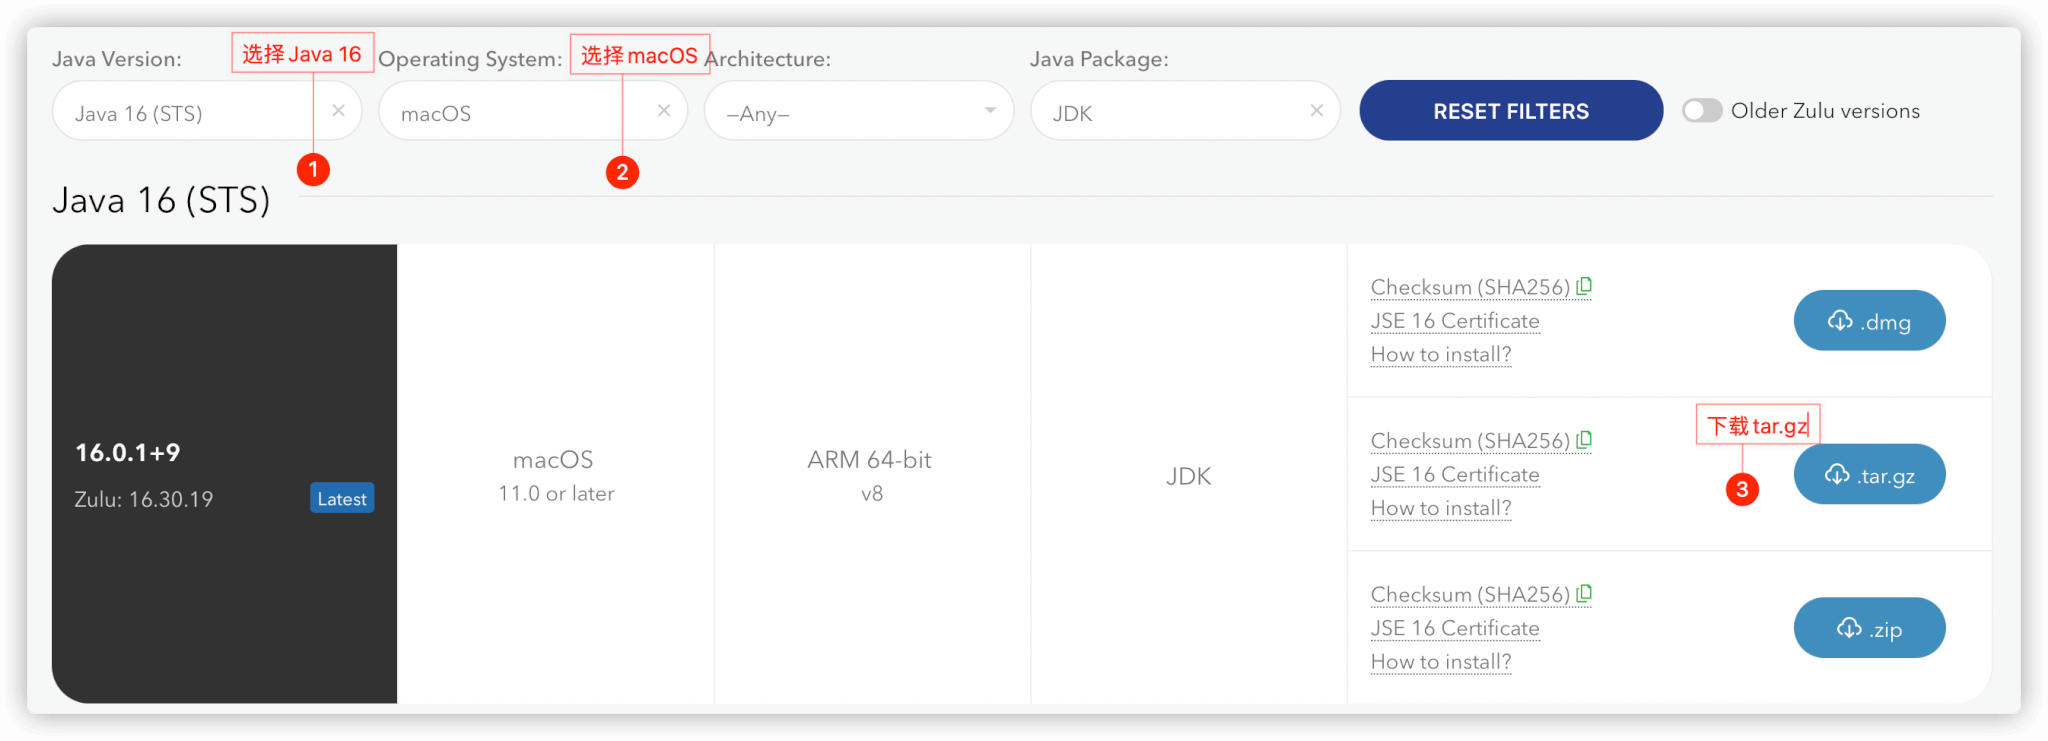 Java Version:
选择 Java 16
Operating System:
选择 macOS
Architecture:
Java Package:
Java 16 (STS)
macOS
–Any–
JDK
RESET FILTERS
Older Zulu versions
1
2
Java 16 (STS)
16.0.1+9
Zulu: 16.30.19
Latest
macOS
11.0 or later
ARM 64-bit
v8
JDK
Checksum (SHA256)
JSE 16 Certificate
How to install?
.dmg
Checksum (SHA256)
JSE 16 Certificate
How to install?
下载 tar.gz
3
.tar.gz
Checksum (SHA256)
JSE 16 Certificate
How to install?
.zip